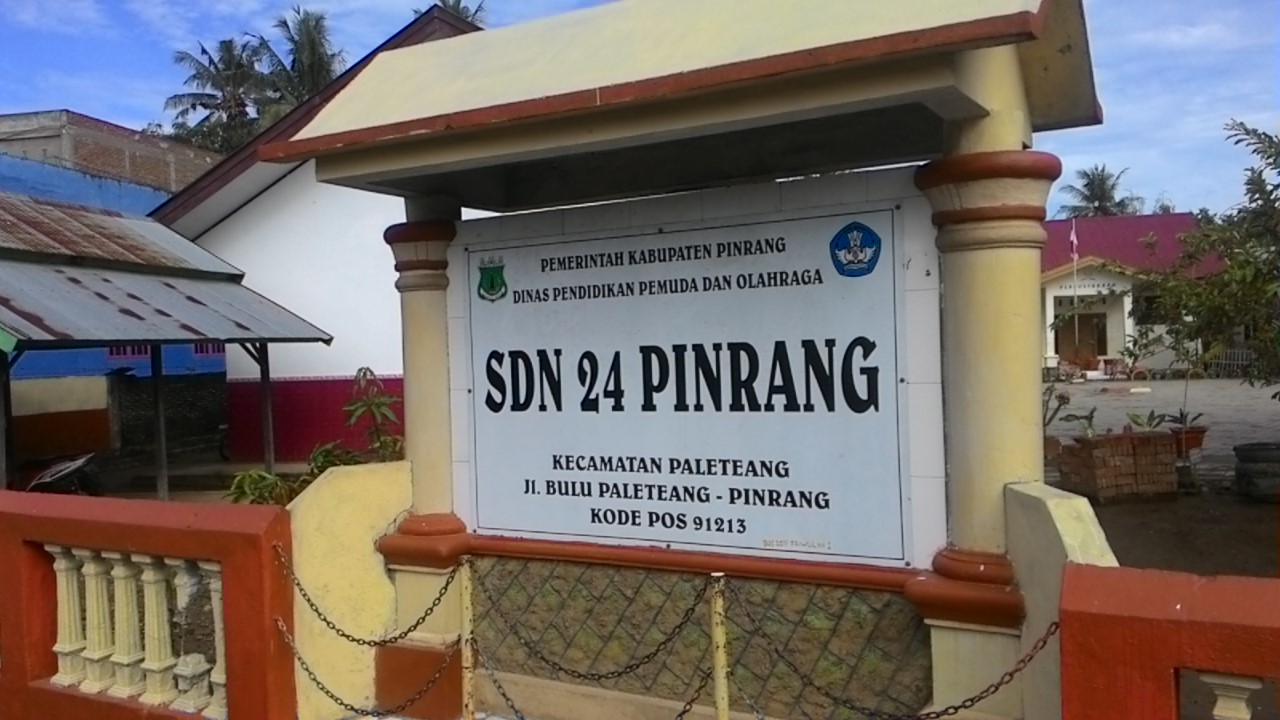 PEMERINTAH KABUPATEN PINRANG
DINAS PENDIDIKAN PEMUDA DAN OLAHRAGA
SDN 24 PINRANG
KECAMATAN PALETEANG
Jl. BULU PALETEANG - PINRANG
KODE POS 91213